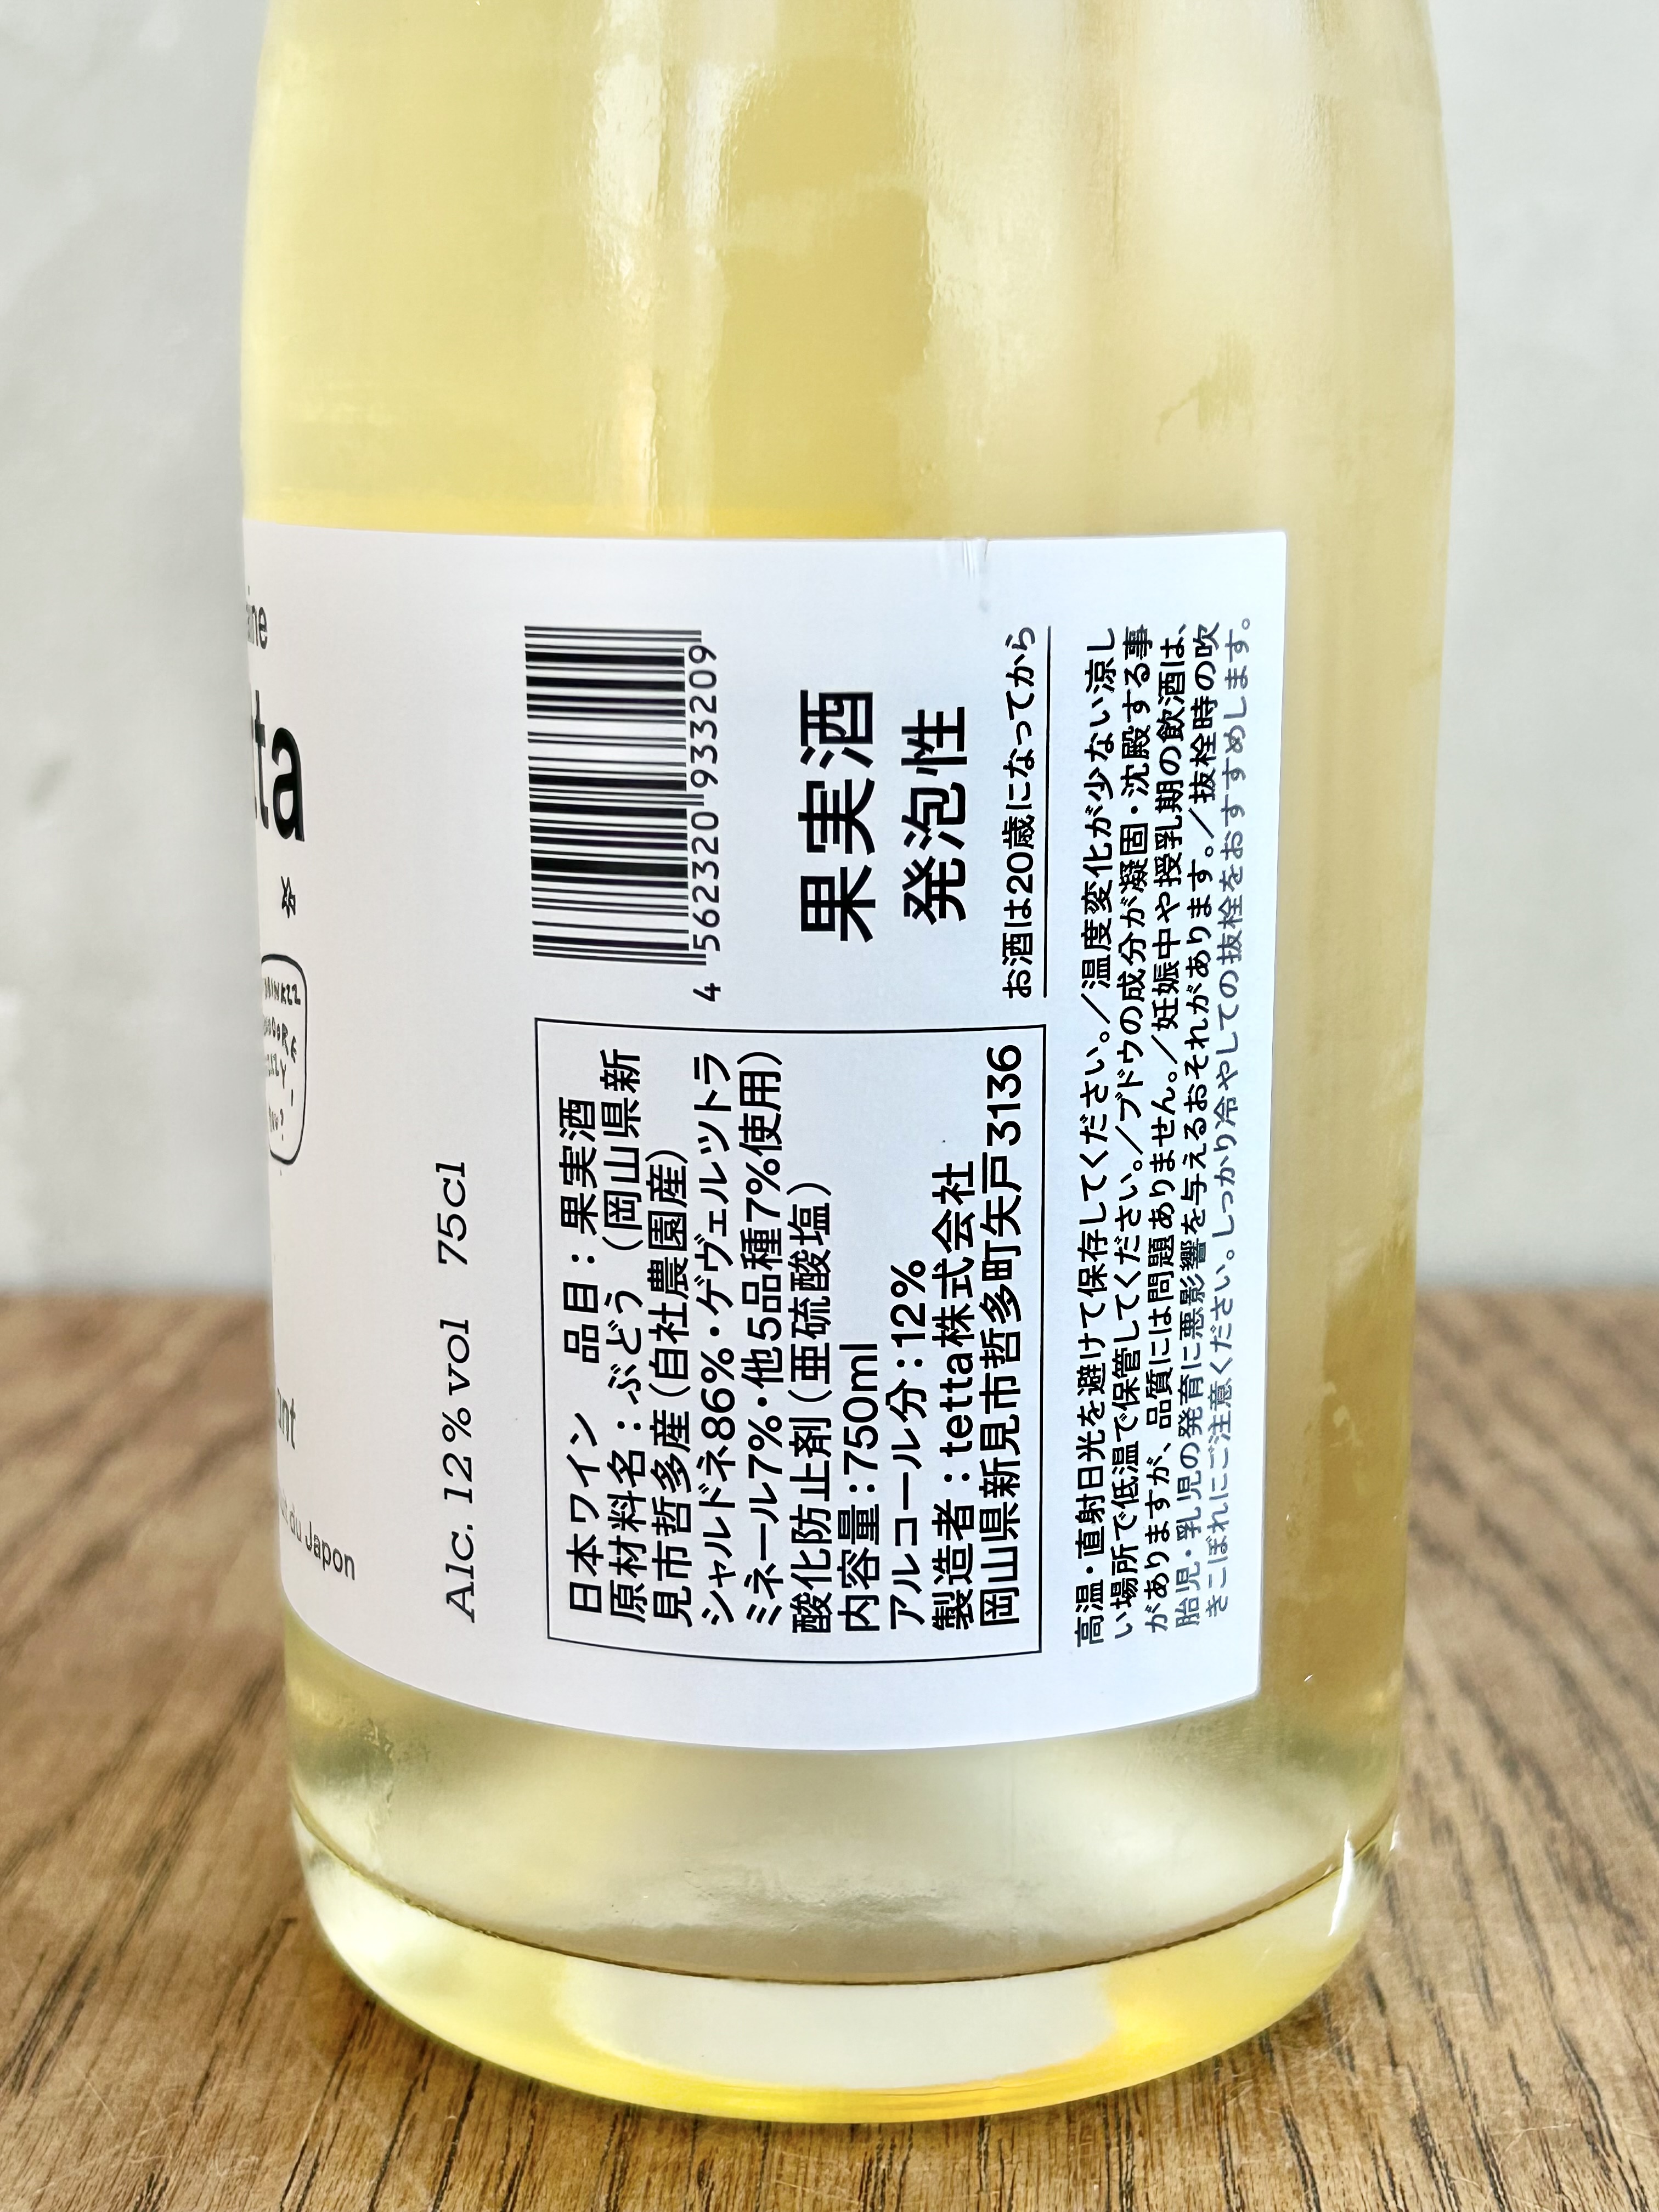 tta
Alc. 12% vol 75cl
du Japon
4 562320 933209
果実酒
発泡性
お酒は20歳になってから
日本ワイン 品目：果実酒
原材料名：ぶどう（岡山県新
見市哲多産（自社農園産）
シャルドネ86%・ゲヴェルツトラ
ミネール7%・他5品種7%使用）
酸化防止剤（亜硫酸塩）
内容量：750ml
アルコール分：12%
製造者：tetta株式会社
岡山県新見市哲多町矢戸3136
高温・直射日光を避けて保存してください。／温度変化が少ない涼し
い場所で低温で保管してください。／ブドウの成分が凝固・沈殿する事
がありますが、品質には問題ありません。／妊娠中や授乳期の飲酒は、
胎児・乳児の発育に悪影響を与えるおそれがあります。／抜栓時の吹
きこぼれにご注意ください。しっかり冷やしての抜栓をおすすめします。